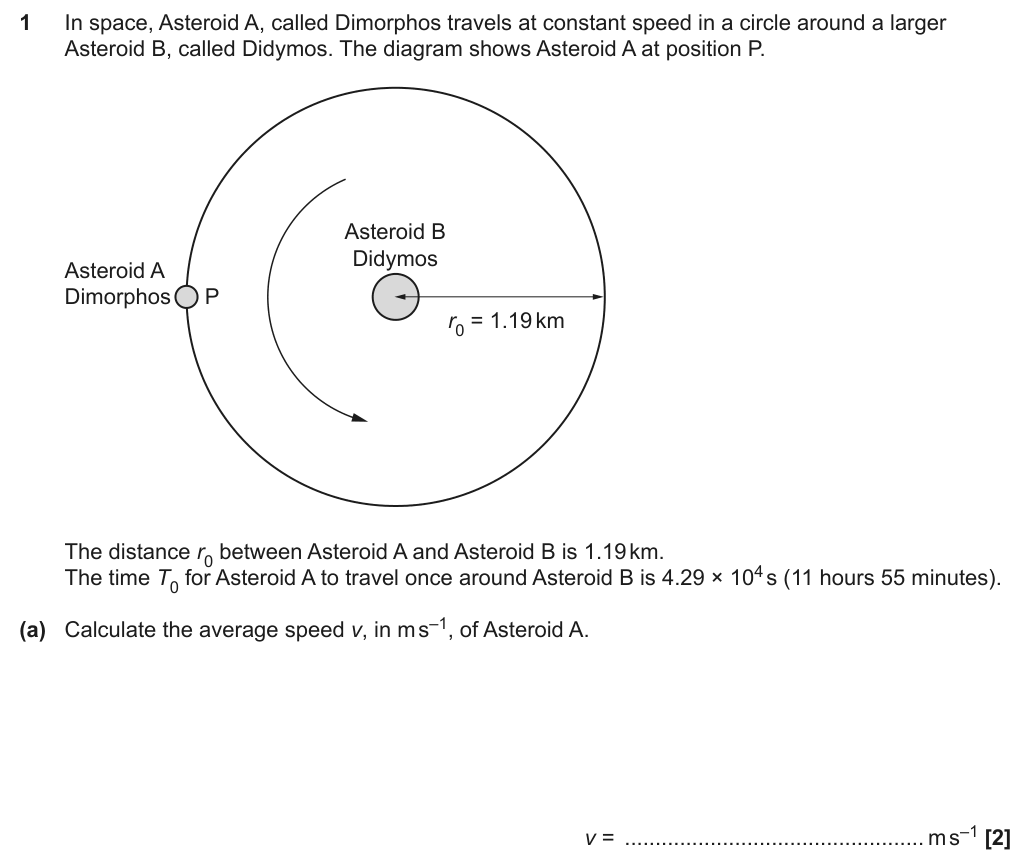 1 In space, Asteroid A, called Dimorphos travels at constant speed in a circle around a larger
Asteroid B, called Didymos. The diagram shows Asteroid A at position P.
Asteroid B
Didymos
Asteroid A
Dimorphos
P
r₀ = 1.19 km
The distance r₀ between Asteroid A and Asteroid B is 1.19 km.
The time T₀ for Asteroid A to travel once around Asteroid B is 4.29 × 10⁴ s (11 hours 55 minutes).
(a) Calculate the average speed v, in m s⁻¹, of Asteroid A.
v = ................................................ m s⁻¹ [2]